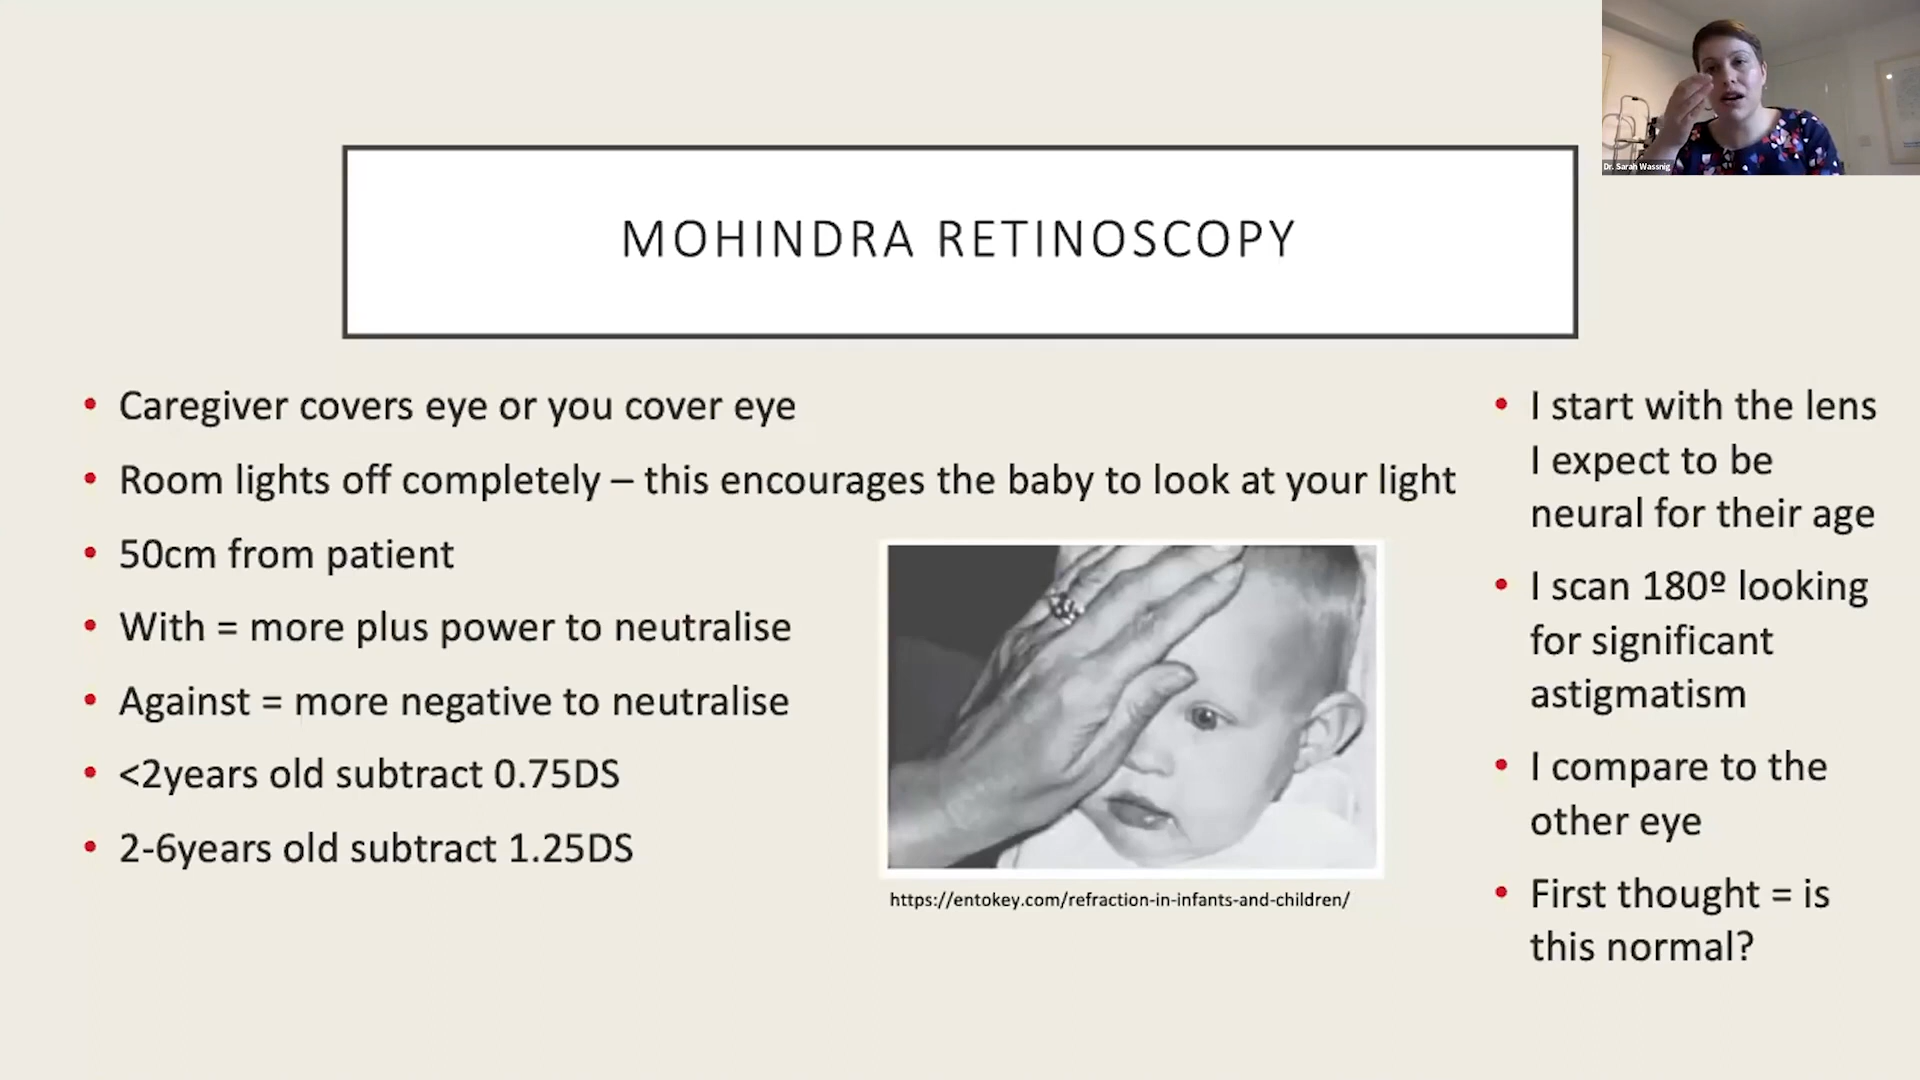 Dr. Sarah Wassnig
MOHINDRA RETINOSCOPY
• Caregiver covers eye or you cover eye
• Room lights off completely – this encourages the baby to look at your light
• 50cm from patient
• With = more plus power to neutralise
• Against = more negative to neutralise
• <2years old subtract 0.75DS
• 2-6years old subtract 1.25DS
https://entokey.com/refraction-in-infants-and-children/
• I start with the lens
I expect to be
neural for their age
• I scan 180º looking
for significant
astigmatism
• I compare to the
other eye
• First thought = is
this normal?